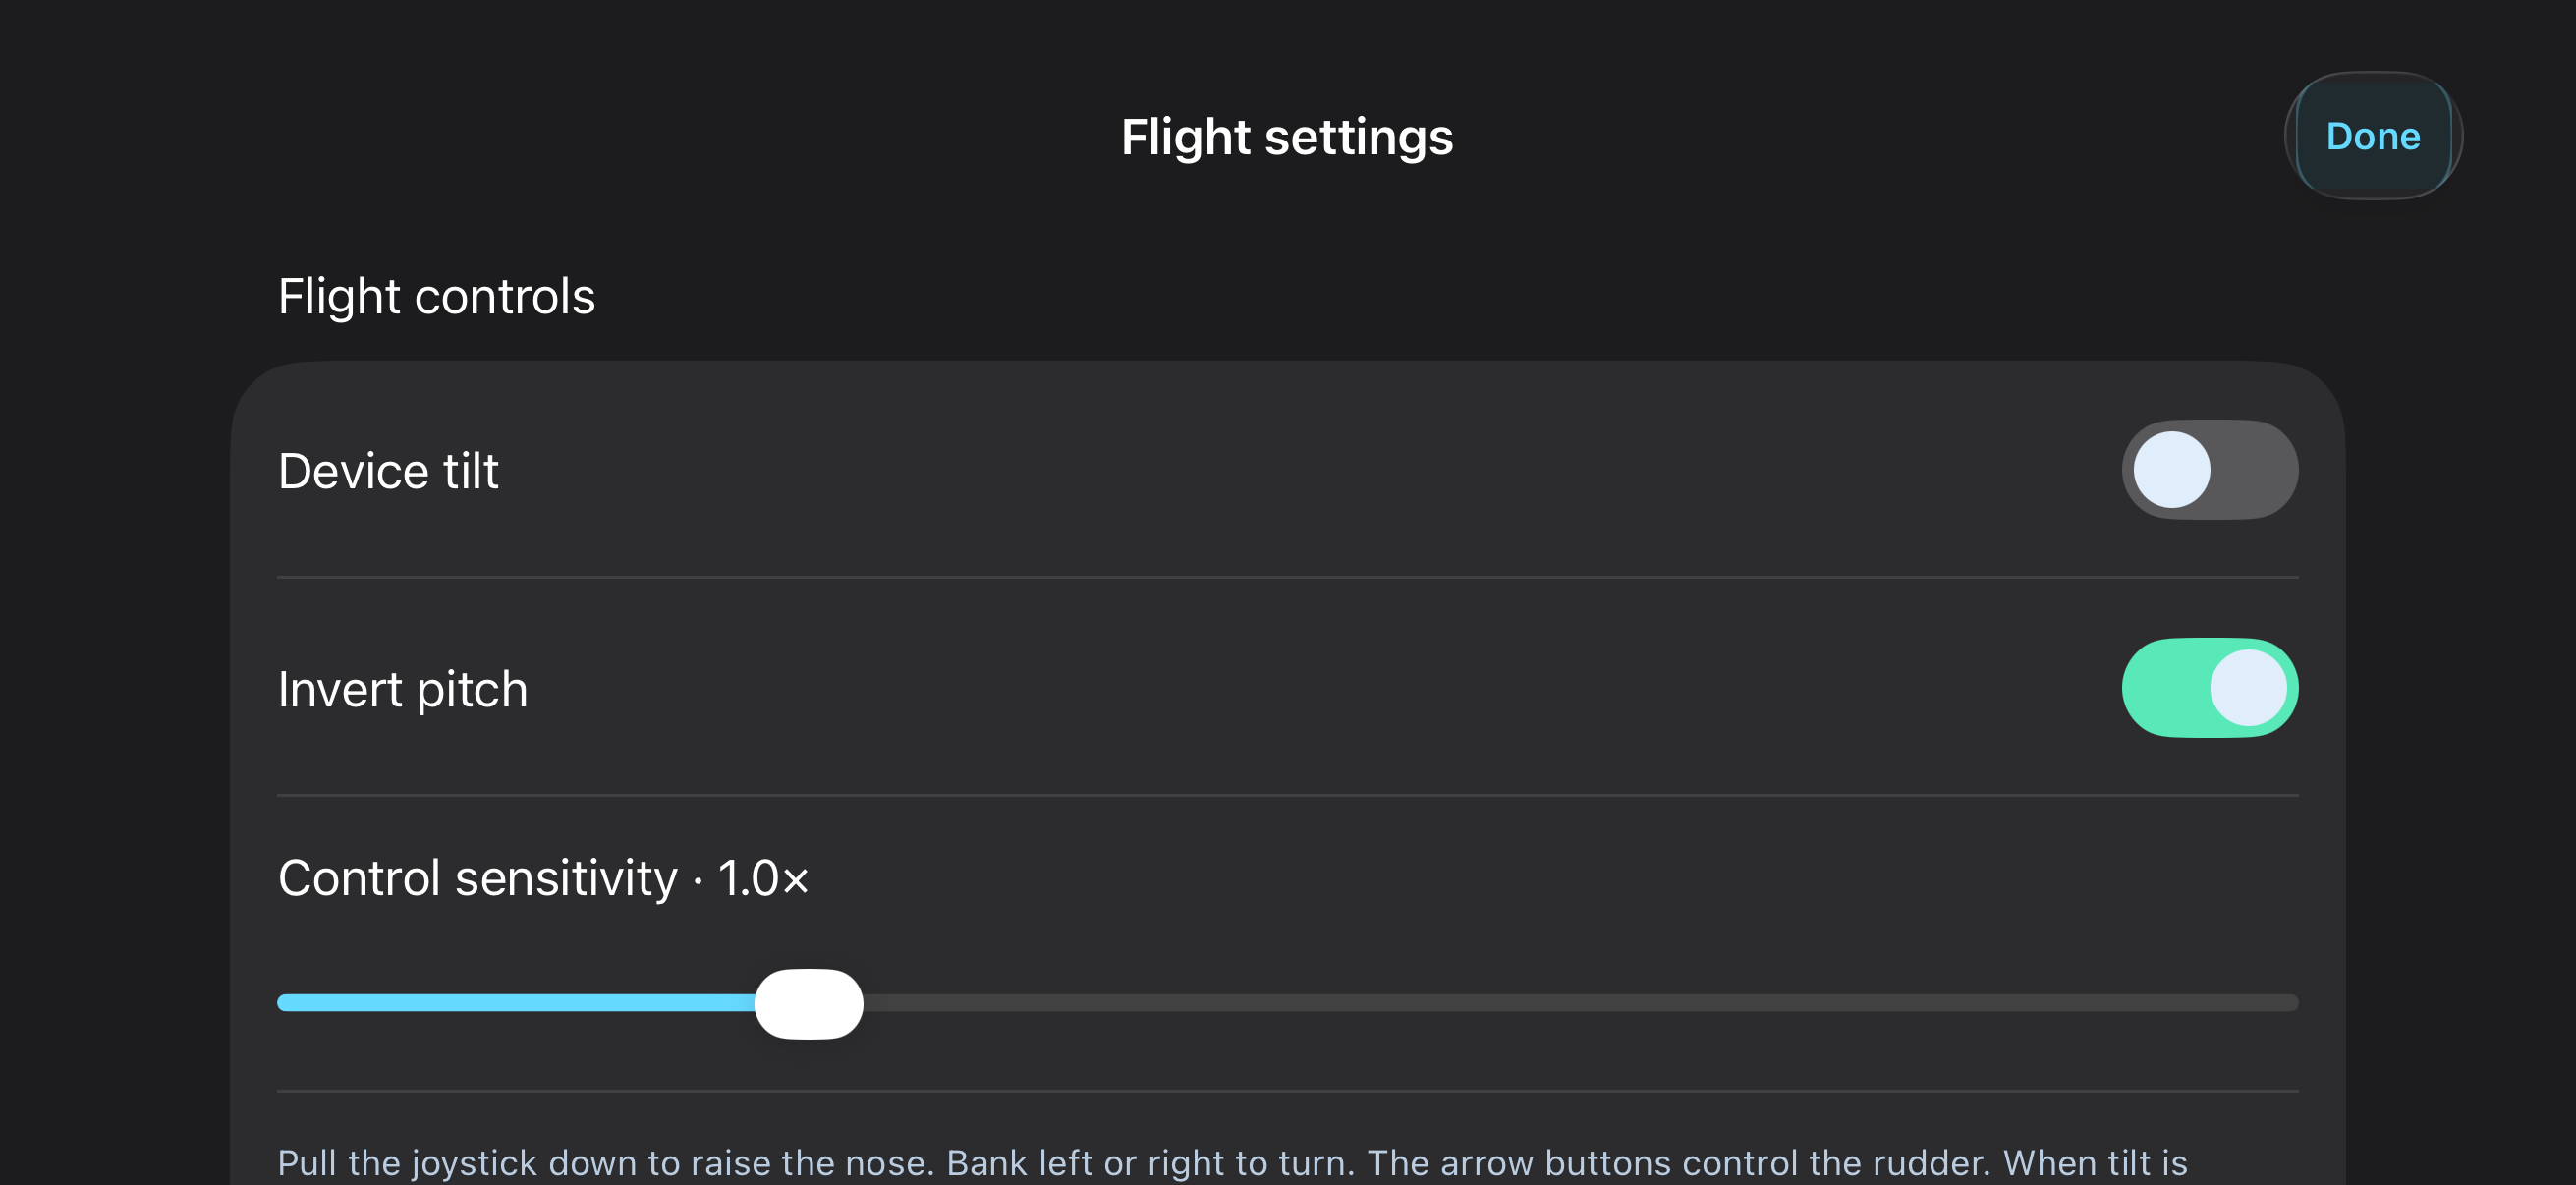 Flight settings
Done
Flight controls
Device tilt
Invert pitch
Control sensitivity · 1.0×
Pull the joystick down to raise the nose. Bank left or right to turn. The arrow buttons control the rudder. When tilt is